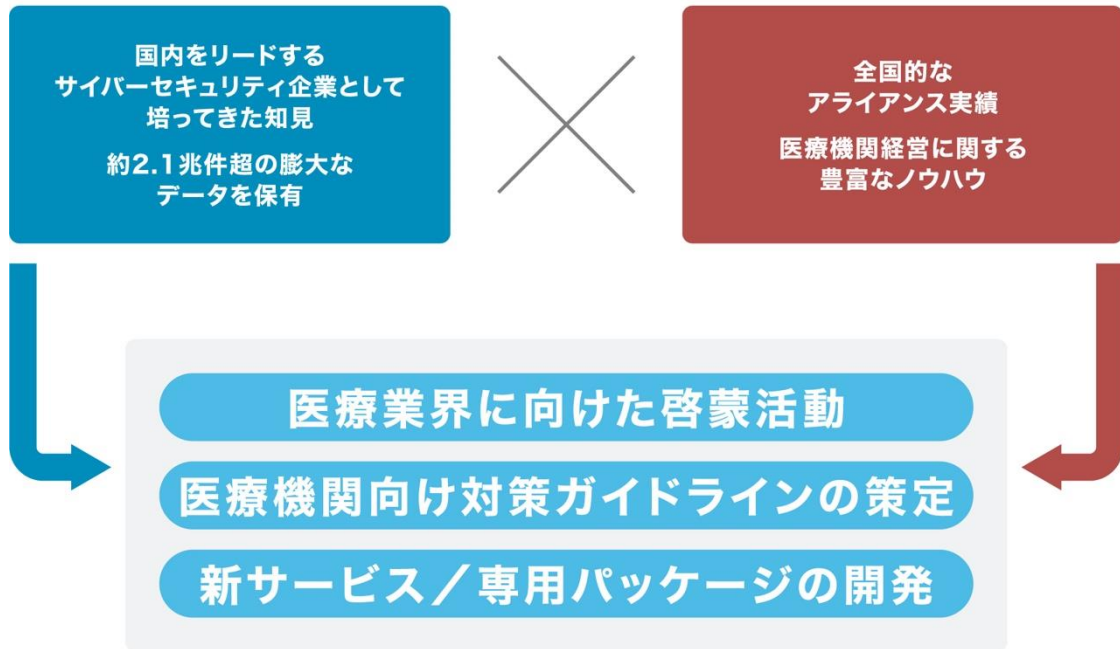 国内をリードする
サイバーセキュリティ企業として
培ってきた知見
約2.1兆件超の膨大な
データを保有
全国的な
アライアンス実績
医療機関経営に関する
豊富なノウハウ
医療業界に向けた啓蒙活動
医療機関向け対策ガイドラインの策定
新サービス／専用パッケージの開発